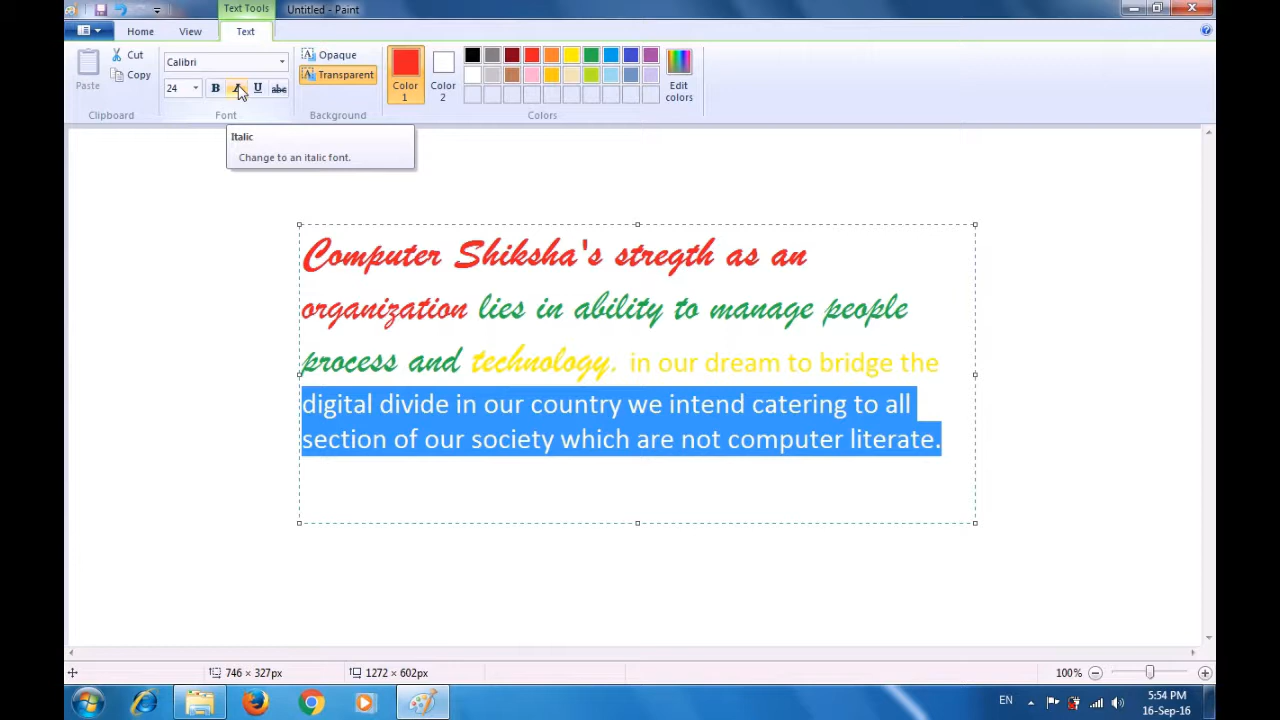 Text Tools
Untitled - Paint
Home View Text
Paste
Cut
Copy
Clipboard
Calibri
24
B I U abc
Font
Opaque
Transparent
Background
Color 1
Color 2
Edit colors
Colors
Italic
Change to an italic font.
Computer Shiksha's stregth as an
organization lies in ability to manage people
process and technology. in our dream to bridge the
digital divide in our country we intend catering to all
section of our society which are not computer literate.
746 × 327px
1272 × 602px
100%
EN
5:54 PM
16-Sep-16